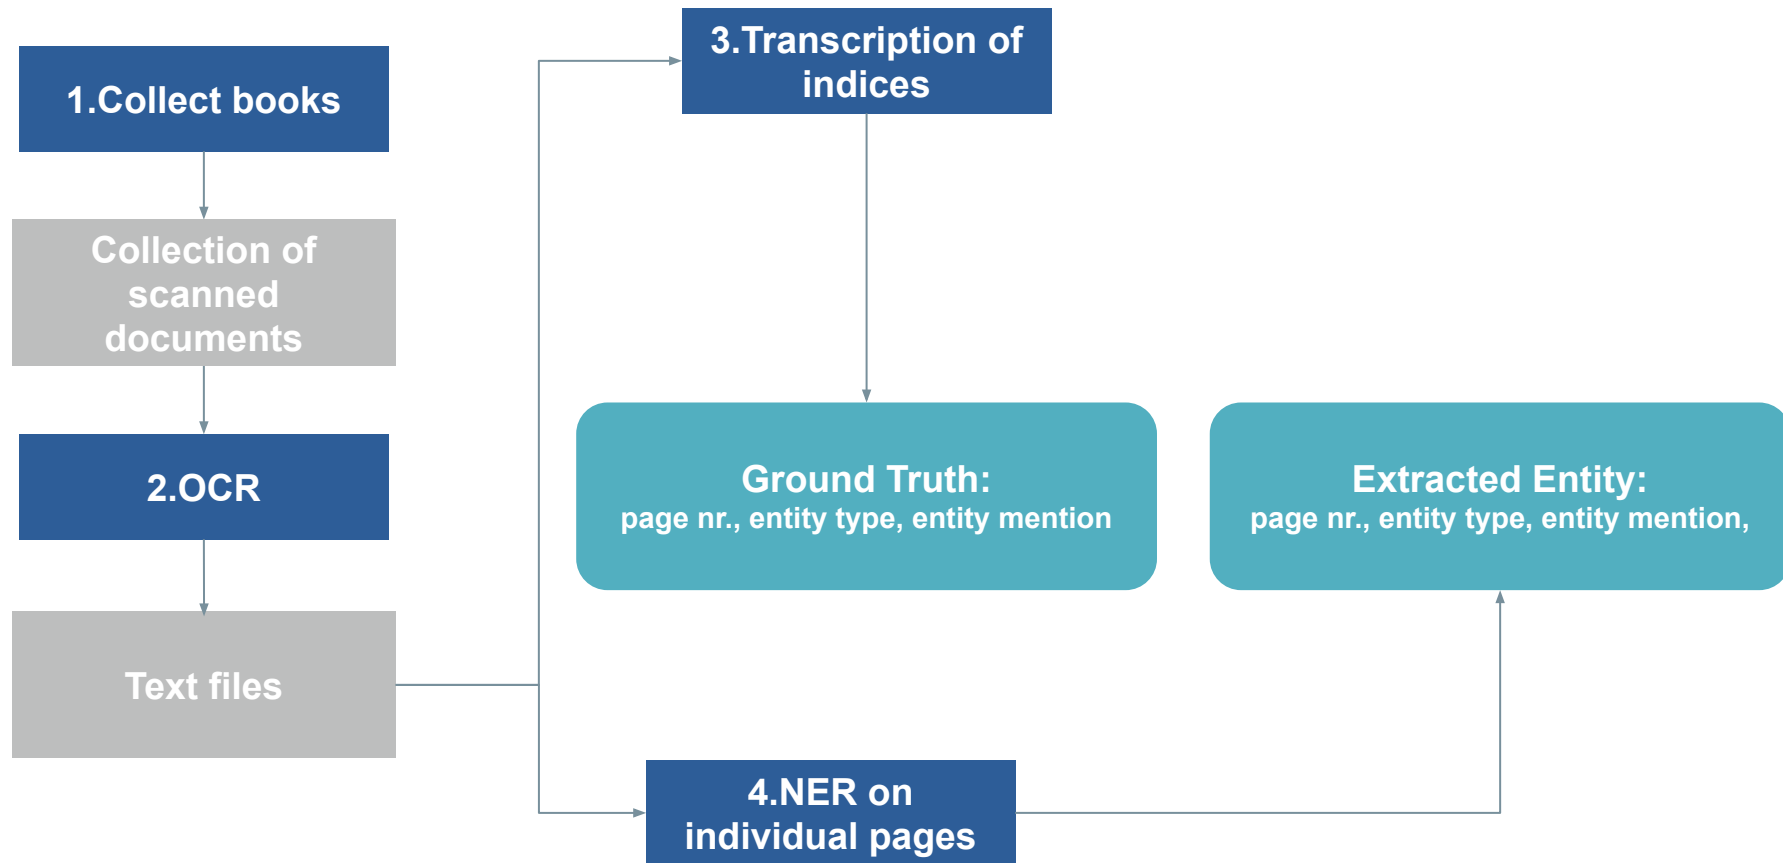 1.Collect books
Collection of
scanned
documents
2.OCR
Text files
3.Transcription of
indices
Ground Truth:
page nr., entity type, entity mention
Extracted Entity:
page nr., entity type, entity mention,
4.NER on
individual pages